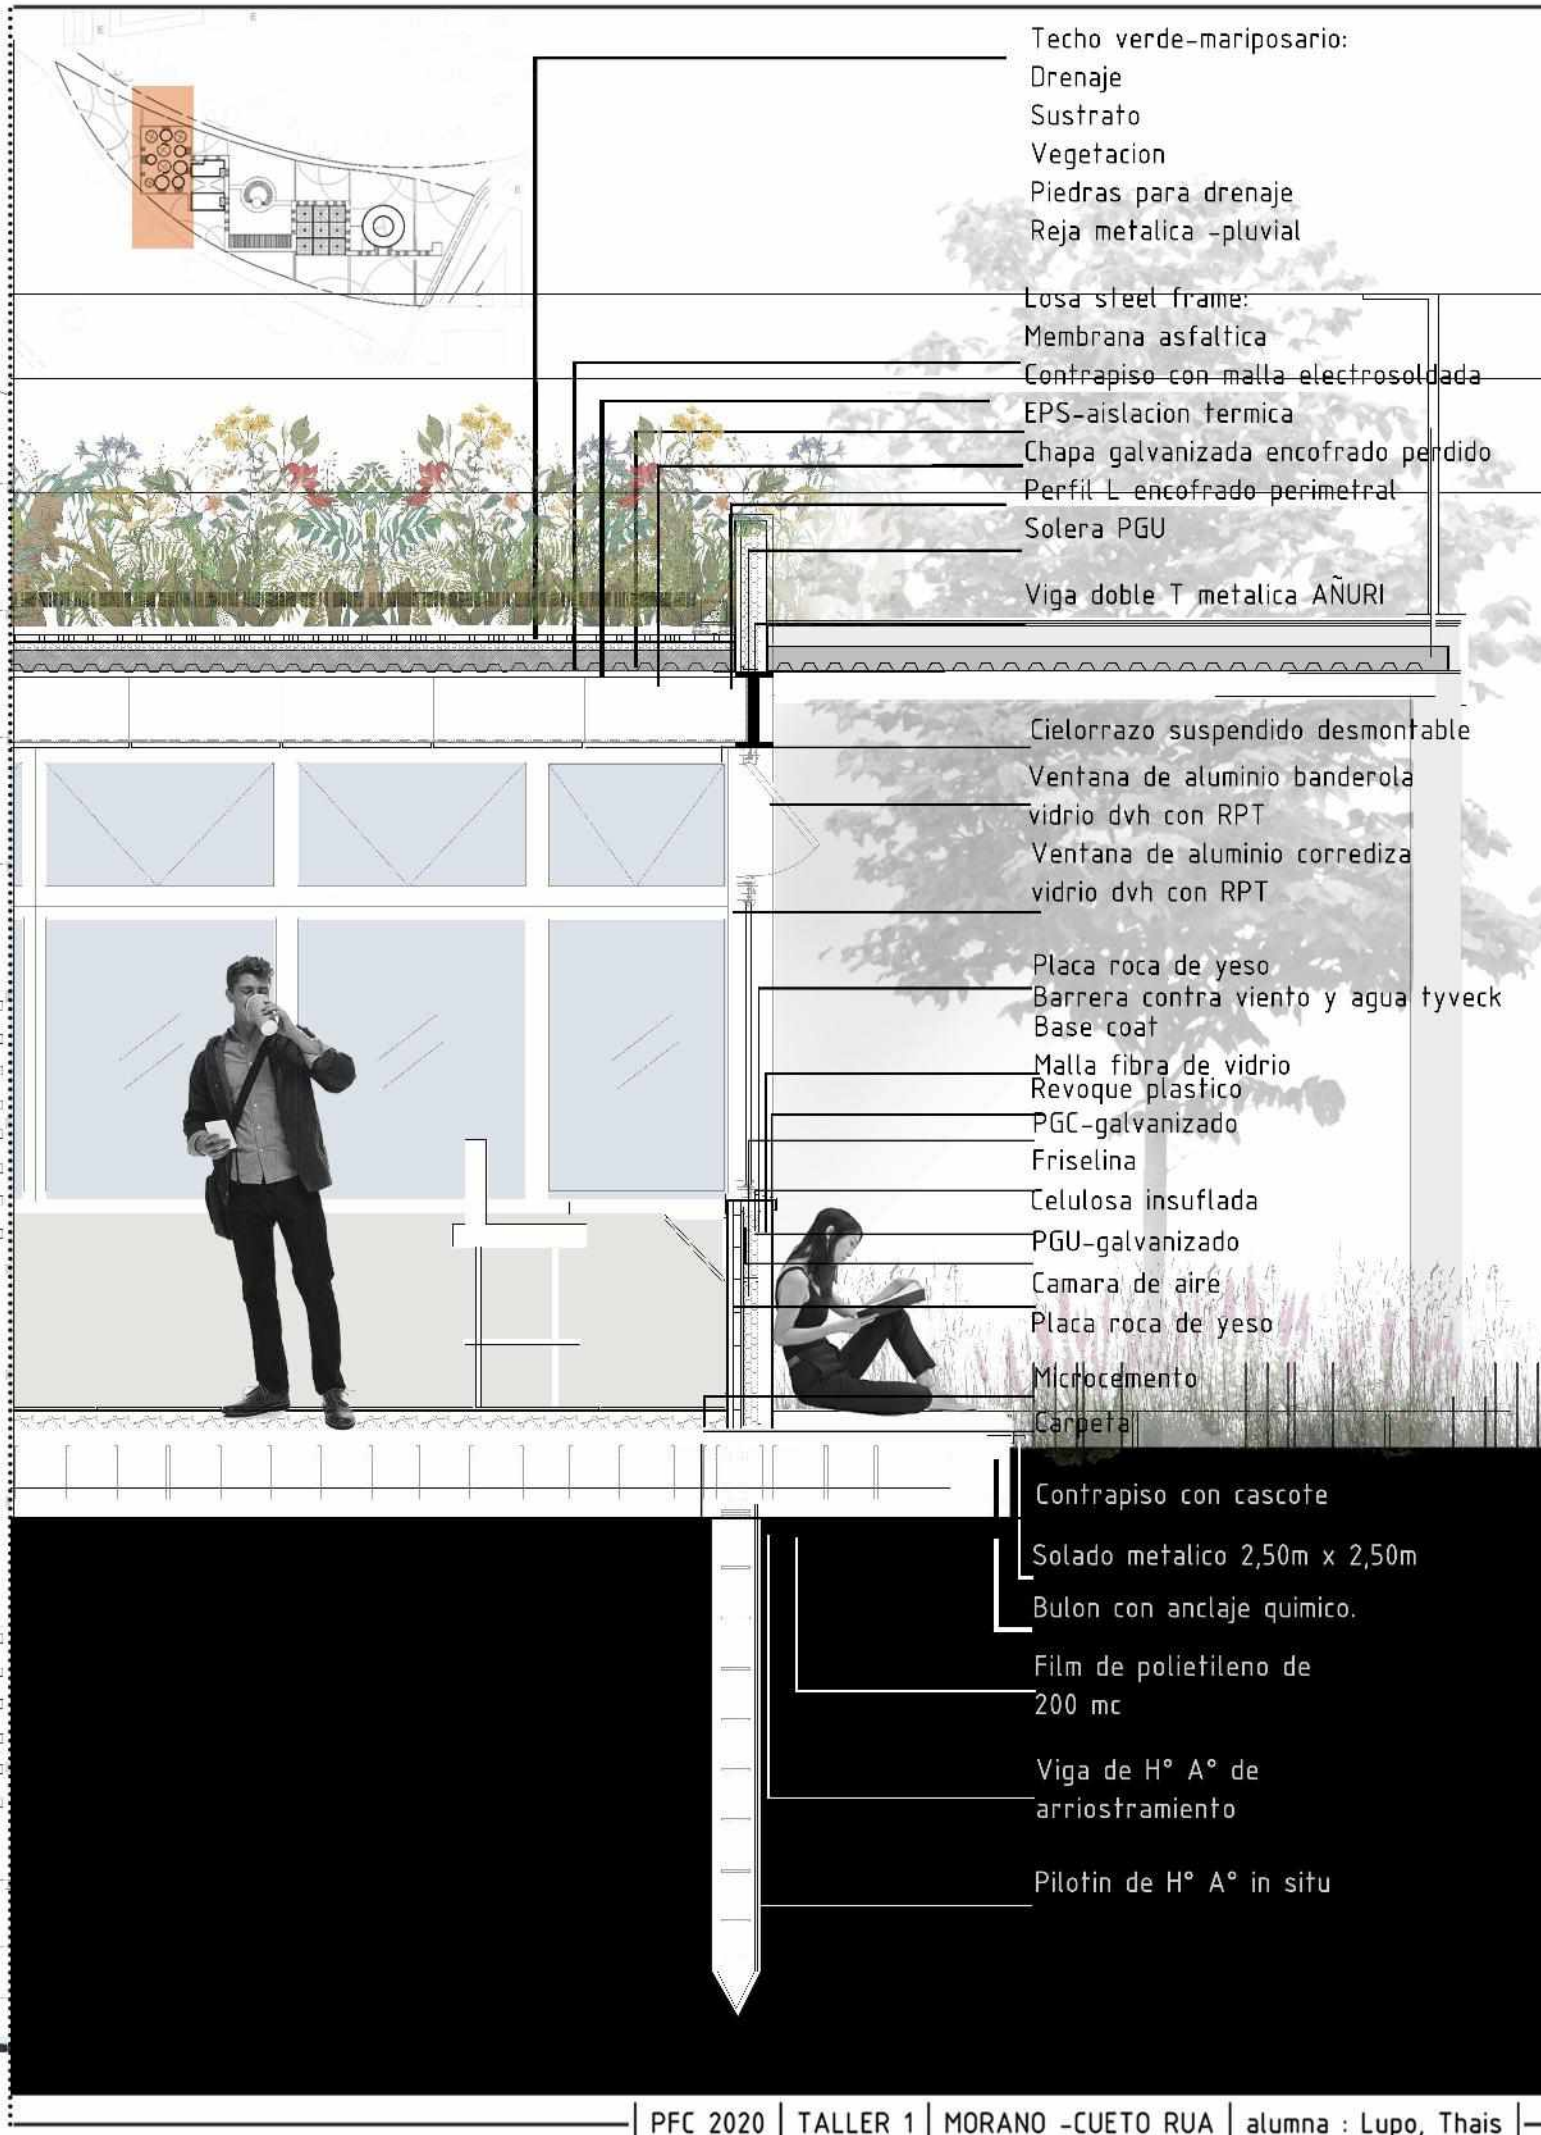 Techo verde-mariposario:
Drenaje
Sustrato
Vegetacion
Piedras para drenaje
Reja metalica -pluvial
Losa steel frame:
Membrana asfaltica
Contrapiso con malla electrosoldada
EPS-aislacion termica
Chapa galvanizada encofrado perdido
Perfil L encofrado perimetral
Solera PGU
Viga doble T metalica AÑURI
Cielorrazo suspendido desmontable
Ventana de aluminio banderola
vidrio dvh con RPT
Ventana de aluminio corrediza
vidrio dvh con RPT
Placa roca de yeso
Barrera contra viento y agua tyveck
Base coat
Malla fibra de vidrio
Revoque plastico
PGC-galvanizado
Friselina
Celulosa insuflada
PGU-galvanizado
Camara de aire
Placa roca de yeso
Microcemento
Carpeta
Contrapiso con cascote
Solado metalico 2,50m x 2,50m
Bulon con anclaje quimico.
Film de polietileno de
200 mc
Viga de H° A° de
arriostramiento
Pilotin de H° A° in situ
PFC 2020 | TALLER 1 | MORANO -CUETO RUA | alumna : Lupo, Thais